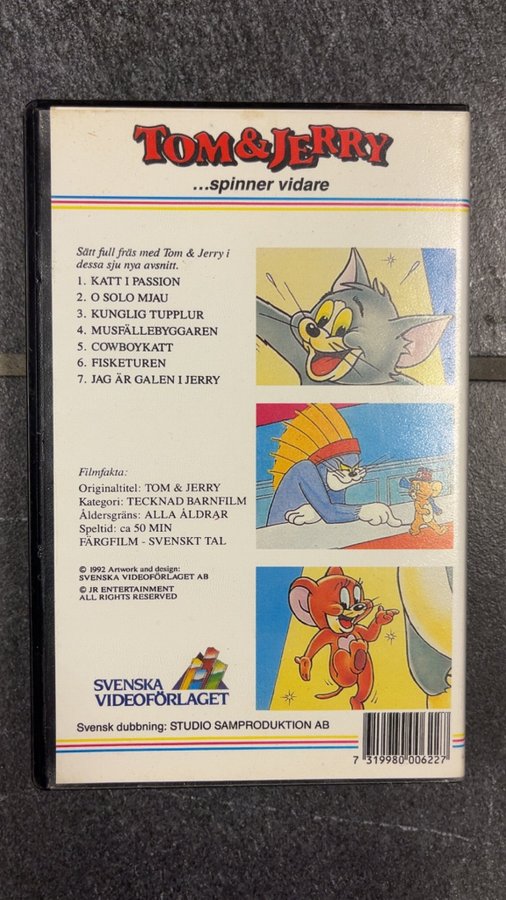 TOM & JERRY
...spinner vidare
Sätt full fräs med Tom & Jerry i
dessa sju nya avsnitt.
1. KATT I PASSION
2. O SOLO MJAU
3. KUNGLIG TUPPLUR
4. MUSFÄLLEBYGGAREN
5. COWBOYKATT
6. FISKETUREN
7. JAG ÄR GALEN I JERRY
Filmfakta:
Originaltitel: TOM & JERRY
Kategori: TECKNAD BARNFILM
Åldersgräns: ALLA ÅLDRAR
Speltid: ca 50 MIN
FÄRGFILM - SVENSKT TAL
© 1992 Artwork and design:
SVENSKA VIDEOFÖRLAGET AB
© JR ENTERTAINMENT
ALL RIGHTS RESERVED
SVENSKA
VIDEOFÖRLAGET
Svensk dubbning: STUDIO SAMPRODUKTION AB
7 319980 006227